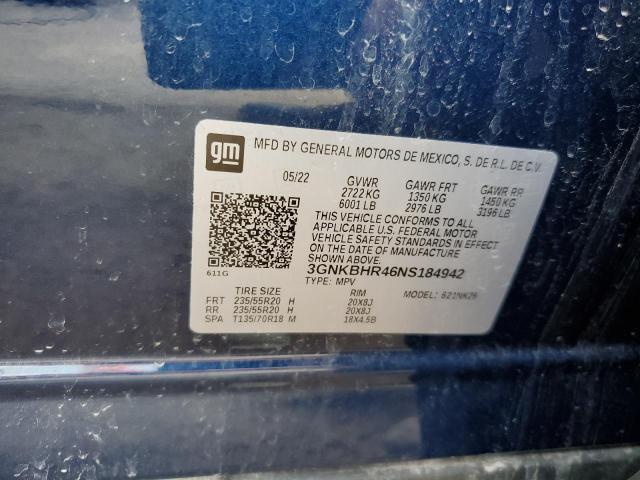 gm MFD BY GENERAL MOTORS DE MEXICO, S. DE R.L. DE C.V.
05/22 GVWR GAWR FRT GAWR RR
2722 KG 1350 KG 1450 KG
6001 LB 2976 LB 3196 LB
THIS VEHICLE CONFORMS TO ALL
APPLICABLE U.S. FEDERAL MOTOR
VEHICLE SAFETY STANDARDS IN EFFECT
ON THE DATE OF MANUFACTURE
SHOWN ABOVE.
611G 3GNKBHR46NS184942
TYPE: MPV MODEL:
TIRE SIZE RIM
FRT 235/55R20 H 20X8J
RR 235/55R20 H 20X8J
SPA T135/70R18 M 18X4.5B